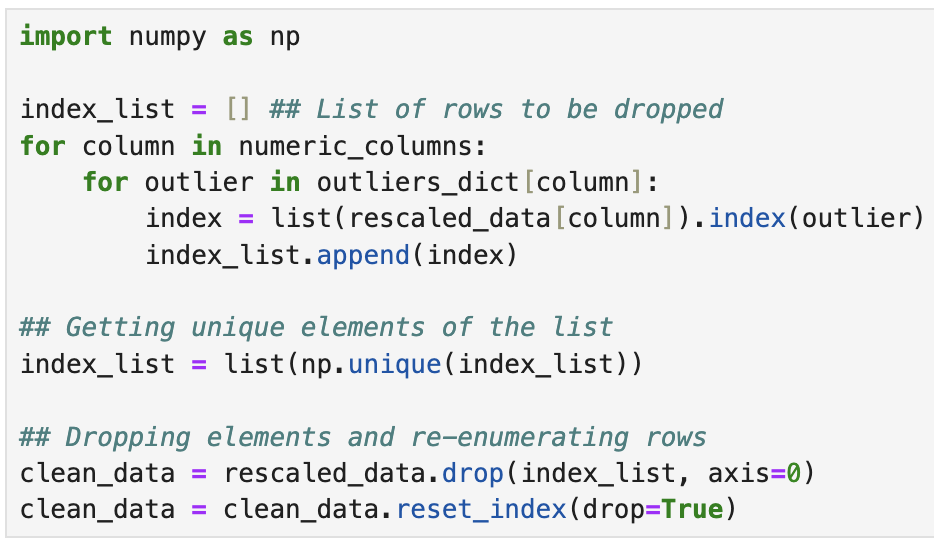 import numpy as np
index_list = [] ## List of rows to be dropped
for column in numeric_columns:
    for outlier in outliers_dict[column]:
        index = list(rescaled_data[column]).index(outlier)
        index_list.append(index)
## Getting unique elements of the list
index_list = list(np.unique(index_list))
## Dropping elements and re-enumerating rows
clean_data = rescaled_data.drop(index_list, axis=0)
clean_data = clean_data.reset_index(drop=True)